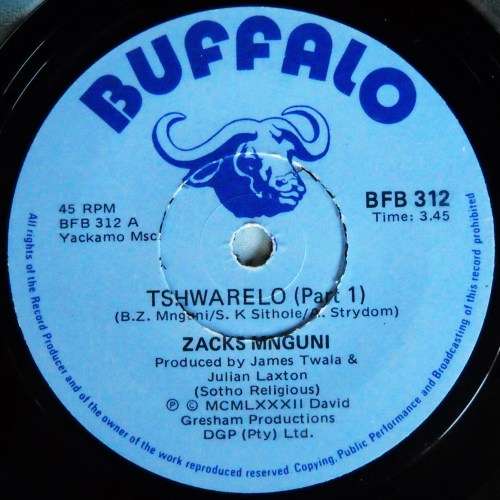 BUFFALO
45 RPM
BFB 312 A
Yackamo Msc
BFB 312
Time: 3.45
TSHWARELO (Part 1)
(B.Z. Mnguni/S. K Sithole/A. Strydom)
ZACKS MNGUNI
Produced by James Twala &
Julian Laxton
(Sotho Religious)
Ⓟ © MCMLXXXII David
Gresham Productions
DGP (Pty) Ltd.
All rights of the Record Producer and of the owner of the work reproduced reserved Copying, Public Performance and Broadcasting of this record prohibited